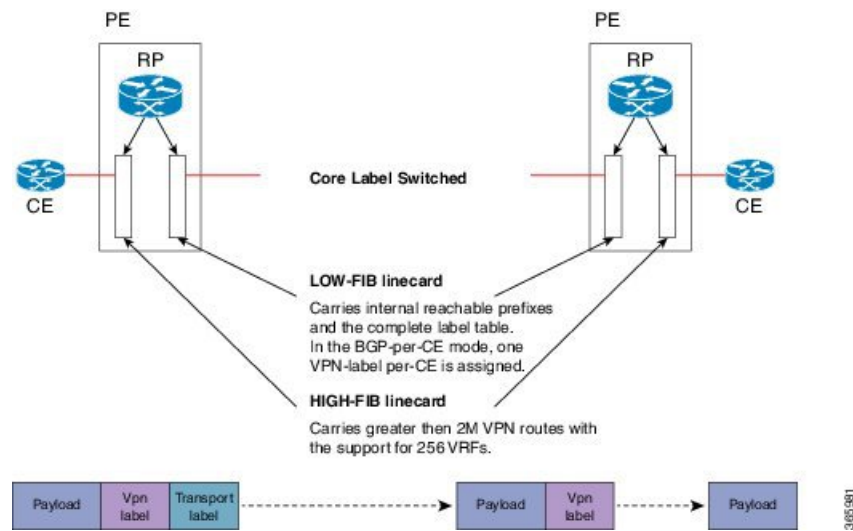 PE
PE
RP
RP
CE
Core Label Switched
CE
LOW-FIB linecard
Carries internal reachable prefixes
and the complete label table.
In the BGP-per-CE mode, one
VPN-label per-CE is assigned.
HIGH-FIB linecard
Carries greater then 2M VPN routes with
the support for 256 VRFs.
Payload
Vpn
label
Transport
label
Payload
Vpn
label
Payload